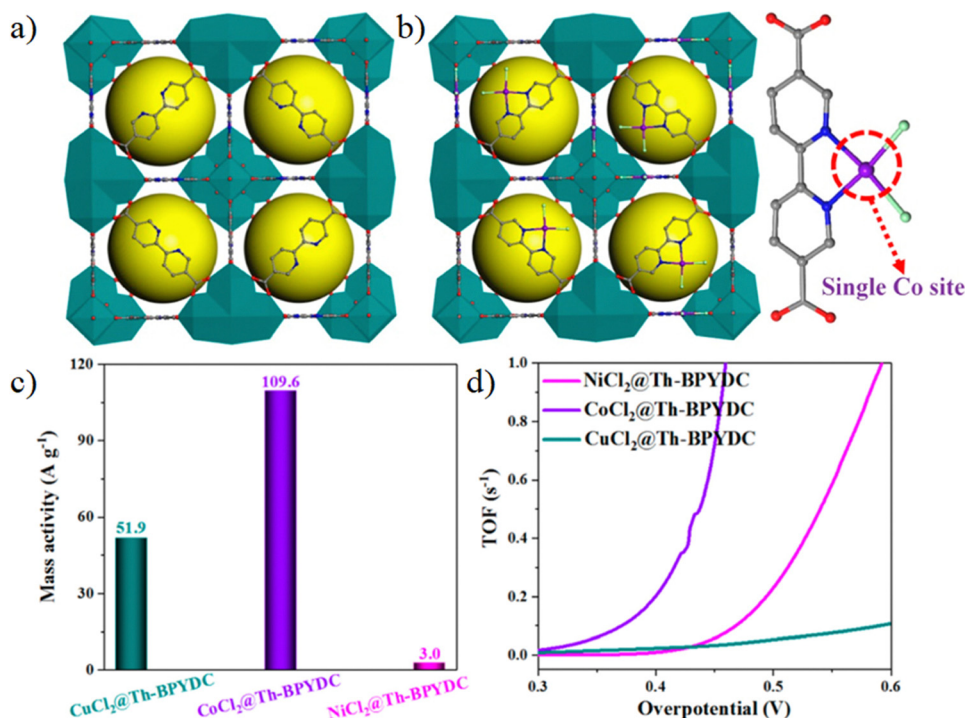 a)
b)
Single Co site
c)
Mass activity (A g⁻¹)
120
90
60
30
0
51.9
109.6
3.0
CuCl₂@Th-BPYDC
CoCl₂@Th-BPYDC
NiCl₂@Th-BPYDC
d)
TOF (s⁻¹)
1.0
0.8
0.6
0.4
0.2
0.0
NiCl₂@Th-BPYDC
CoCl₂@Th-BPYDC
CuCl₂@Th-BPYDC
0.3
0.4
0.5
0.6
Overpotential (V)